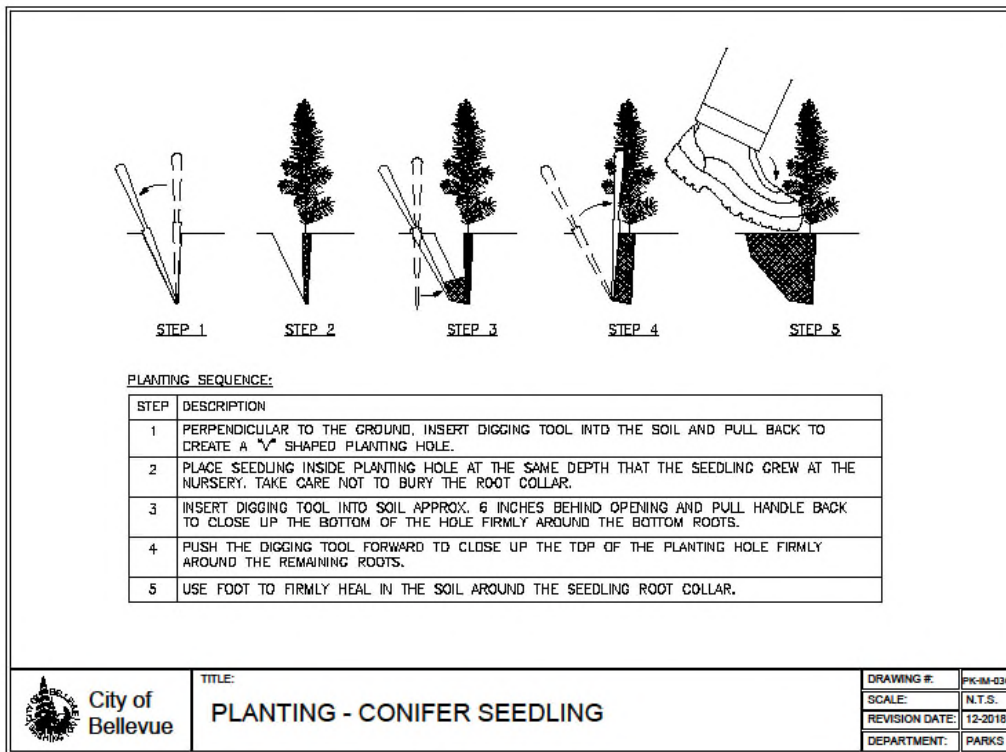 STEP 1
STEP 2
STEP 3
STEP 4
STEP 5
PLANTING SEQUENCE:
STEP DESCRIPTION
1 PERPENDICULAR TO THE GROUND, INSERT DIGGING TOOL INTO THE SOIL AND PULL BACK TO
CREATE A "V" SHAPED PLANTING HOLE.
2 PLACE SEEDLING INSIDE PLANTING HOLE AT THE SAME DEPTH THAT THE SEEDLING GREW AT THE
NURSERY. TAKE CARE NOT TO BURY THE ROOT COLLAR.
3 INSERT DIGGING TOOL INTO SOIL APPROX. 6 INCHES BEHIND OPENING AND PULL HANDLE BACK
TO CLOSE UP THE BOTTOM OF THE HOLE FIRMLY AROUND THE BOTTOM ROOTS.
4 PUSH THE DIGGING TOOL FORWARD TO CLOSE UP THE TOP OF THE PLANTING HOLE FIRMLY
AROUND THE REMAINING ROOTS.
5 USE FOOT TO FIRMLY HEAL IN THE SOIL AROUND THE SEEDLING ROOT COLLAR.
City of
Bellevue
TITLE:
PLANTING - CONIFER SEEDLING
DRAWING #:
SCALE: N.T.S.
REVISION DATE: 12-2018
DEPARTMENT: PARKS